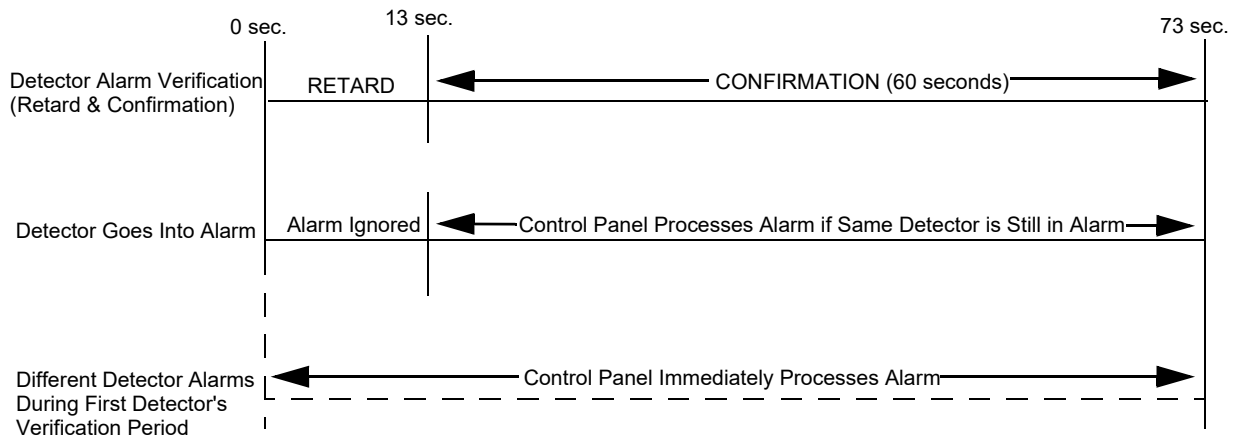 0 sec.
13 sec.
73 sec.
Detector Alarm Verification
(Retard & Confirmation)
RETARD
CONFIRMATION (60 seconds)
Detector Goes Into Alarm
Alarm Ignored
Control Panel Processes Alarm if Same Detector is Still in Alarm
Different Detector Alarms
During First Detector's
Verification Period
Control Panel Immediately Processes Alarm